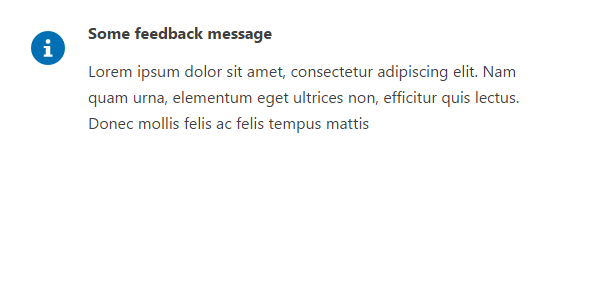 Some feedback message
Lorem ipsum dolor sit amet, consectetur adipiscing elit. Nam
quam urna, elementum eget ultrices non, efficitur quis lectus.
Donec mollis felis ac felis tempus mattis